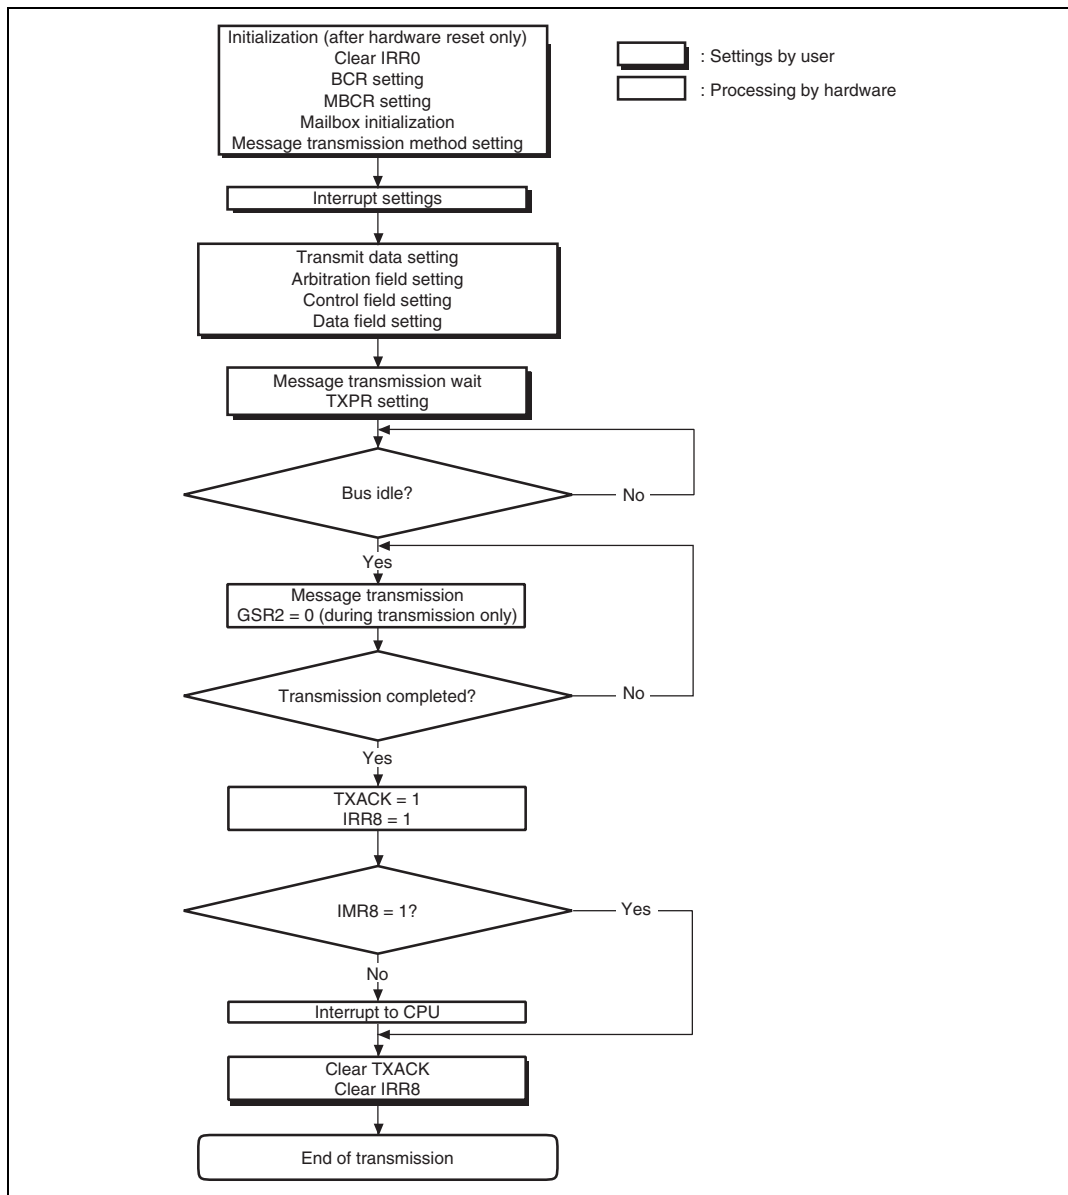 Initialization (after hardware reset only)
Clear IRR0
BCR setting
MBCR setting
Mailbox initialization
Message transmission method setting
: Settings by user
: Processing by hardware
Interrupt settings
Transmit data setting
Arbitration field setting
Control field setting
Data field setting
Message transmission wait
TXPR setting
Bus idle?
No
Yes
Message transmission
GSR2 = 0 (during transmission only)
Transmission completed?
No
Yes
TXACK = 1
IRR8 = 1
IMR8 = 1?
Yes
No
Interrupt to CPU
Clear TXACK
Clear IRR8
End of transmission